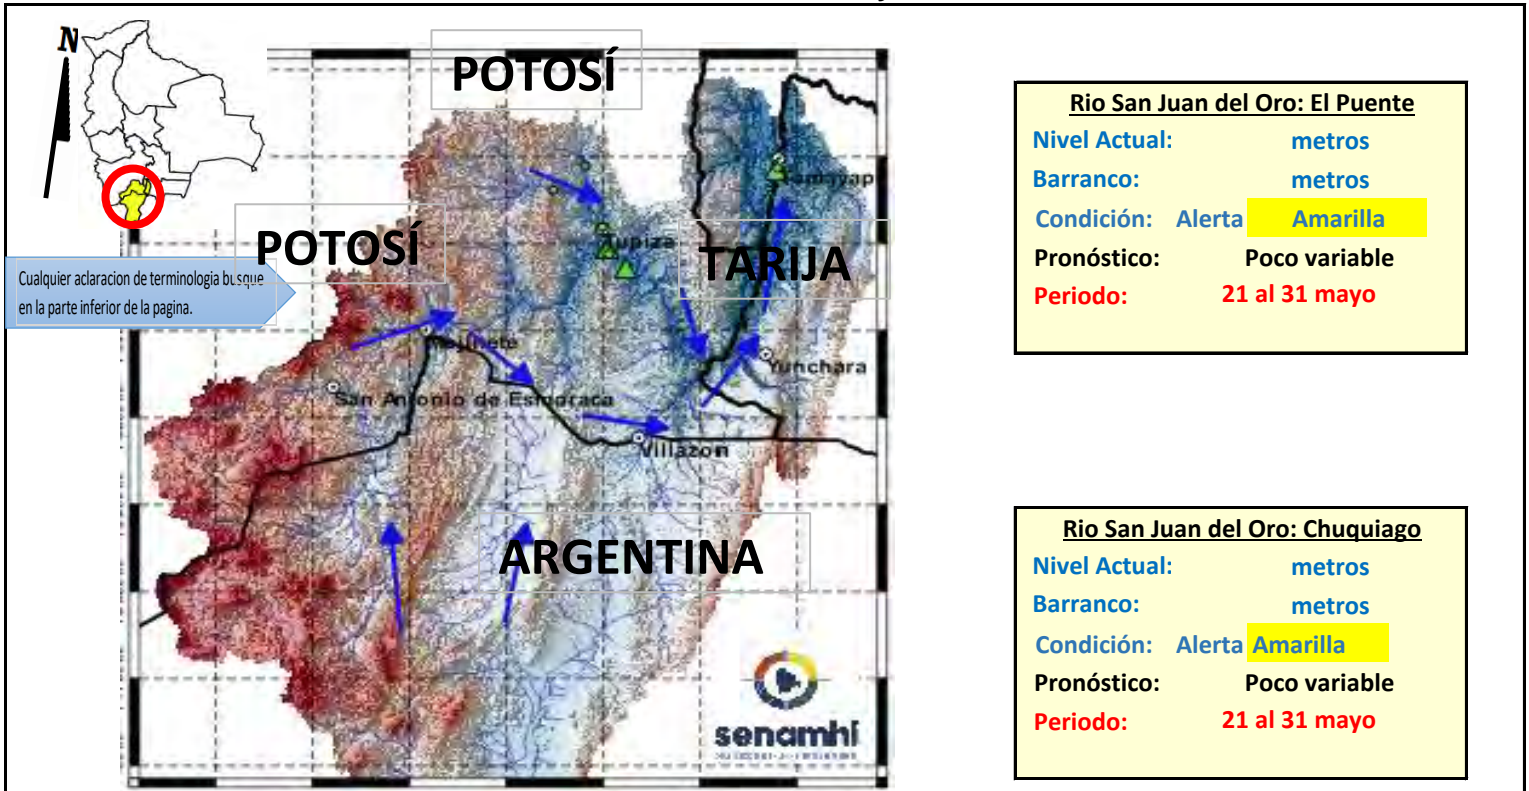 N
POTOSÍ
POTOSÍ
TARIJA
ARGENTINA
Cualquier aclaracion de terminologia busque
en la parte inferior de la pagina.
Tupiza
Yunchara
San Antonio de Esmoraca
Villazon
senamhi
Rio San Juan del Oro: El Puente
Nivel Actual: metros
Barranco: metros
Condición: Alerta Amarilla
Pronóstico: Poco variable
Periodo: 21 al 31 mayo
Rio San Juan del Oro: Chuquiago
Nivel Actual: metros
Barranco: metros
Condición: Alerta Amarilla
Pronóstico: Poco variable
Periodo: 21 al 31 mayo